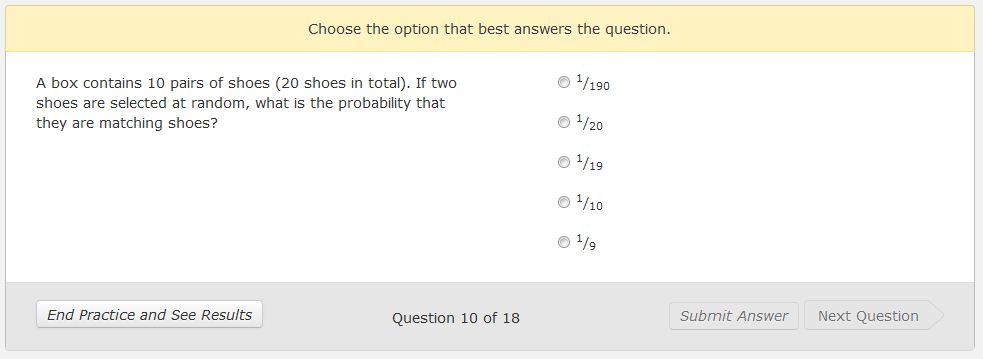 Choose the option that best answers the question.
A box contains 10 pairs of shoes (20 shoes in total). If two
shoes are selected at random, what is the probability that
they are matching shoes?
1/190
1/20
1/19
1/10
1/9
End Practice and See Results
Question 10 of 18
Submit Answer
Next Question